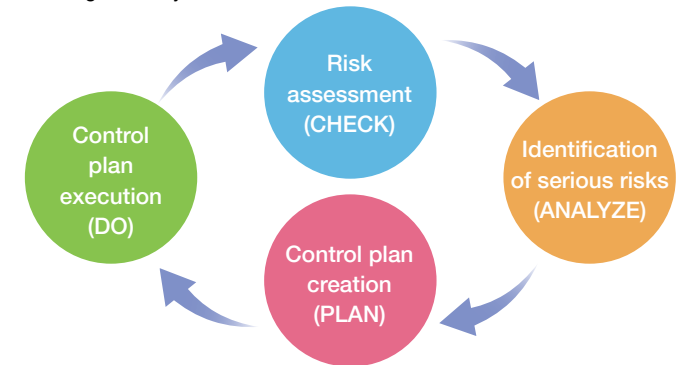 Risk
assessment
(CHECK)
Identification
of serious risks
(ANALYZE)
Control plan
creation
(PLAN)
Control
plan
execution
(DO)